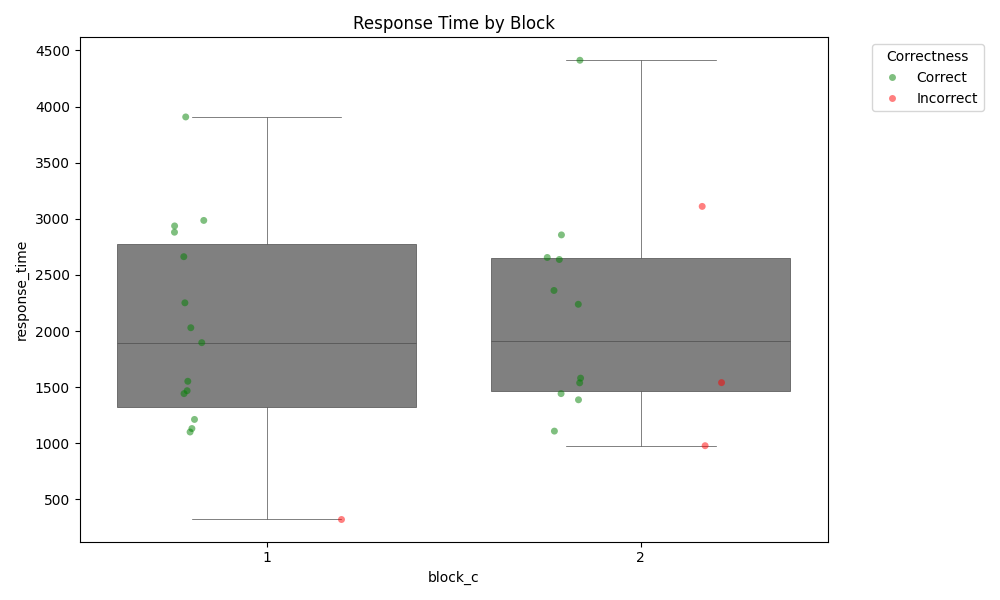 Response Time by Block
Correctness
Correct
Incorrect
4500
4000
3500
3000
2500
2000
1500
1000
500
response_time
1
2
block_c